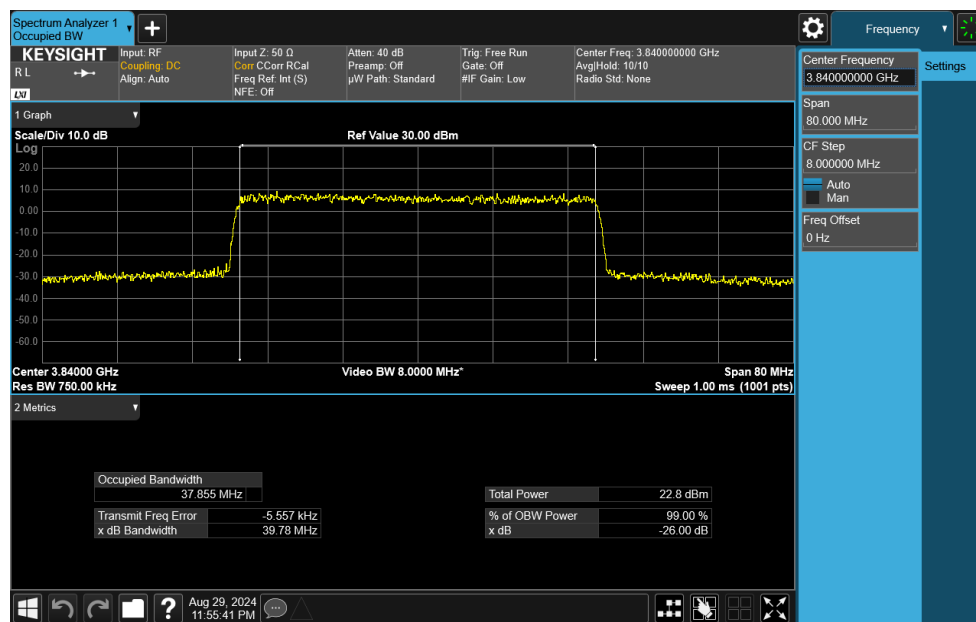 Spectrum Analyzer 1
Occupied BW
Frequency
KEYSIGHT
R L
LXI
Input: RF
Coupling: DC
Align: Auto
Input Z: 50 Ω
Corr CCorr RCal
Freq Ref: Int (S)
NFE: Off
Atten: 40 dB
Preamp: Off
µW Path: Standard
Trig: Free Run
Gate: Off
#IF Gain: Low
Center Freq: 3.840000000 GHz
Avg|Hold: 10/10
Radio Std: None
Center Frequency
3.840000000 GHz
Settings
Span
80.000 MHz
CF Step
8.000000 MHz
Auto
Man
Freq Offset
0 Hz
1 Graph
Scale/Div 10.0 dB
Ref Value 30.00 dBm
Log
20.0
10.0
0.00
-10.0
-20.0
-30.0
-40.0
-50.0
-60.0
Center 3.84000 GHz
Video BW 8.0000 MHz*
Span 80 MHz
Res BW 750.00 kHz
Sweep 1.00 ms (1001 pts)
2 Metrics
Occupied Bandwidth
37.855 MHz
Transmit Freq Error -5.557 kHz
x dB Bandwidth 39.78 MHz
Total Power 22.8 dBm
% of OBW Power 99.00 %
x dB -26.00 dB
?
Aug 29, 2024
11:55:41 PM